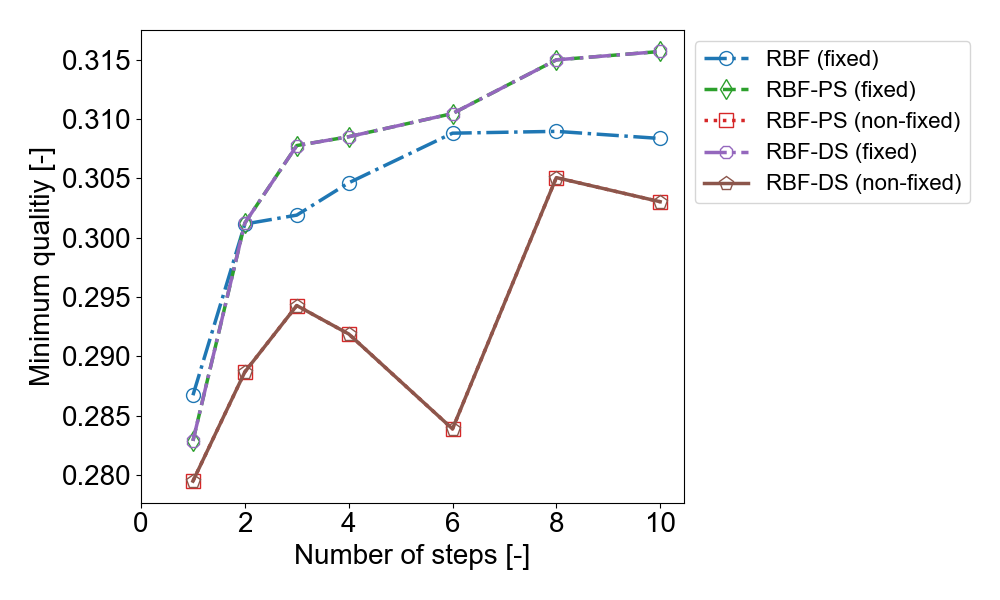 0.315
0.310
0.305
0.300
0.295
0.290
0.285
0.280
Minimum qualitiy [-]
0 2 4 6 8 10
Number of steps [-]
RBF (fixed)
RBF-PS (fixed)
RBF-PS (non-fixed)
RBF-DS (fixed)
RBF-DS (non-fixed)